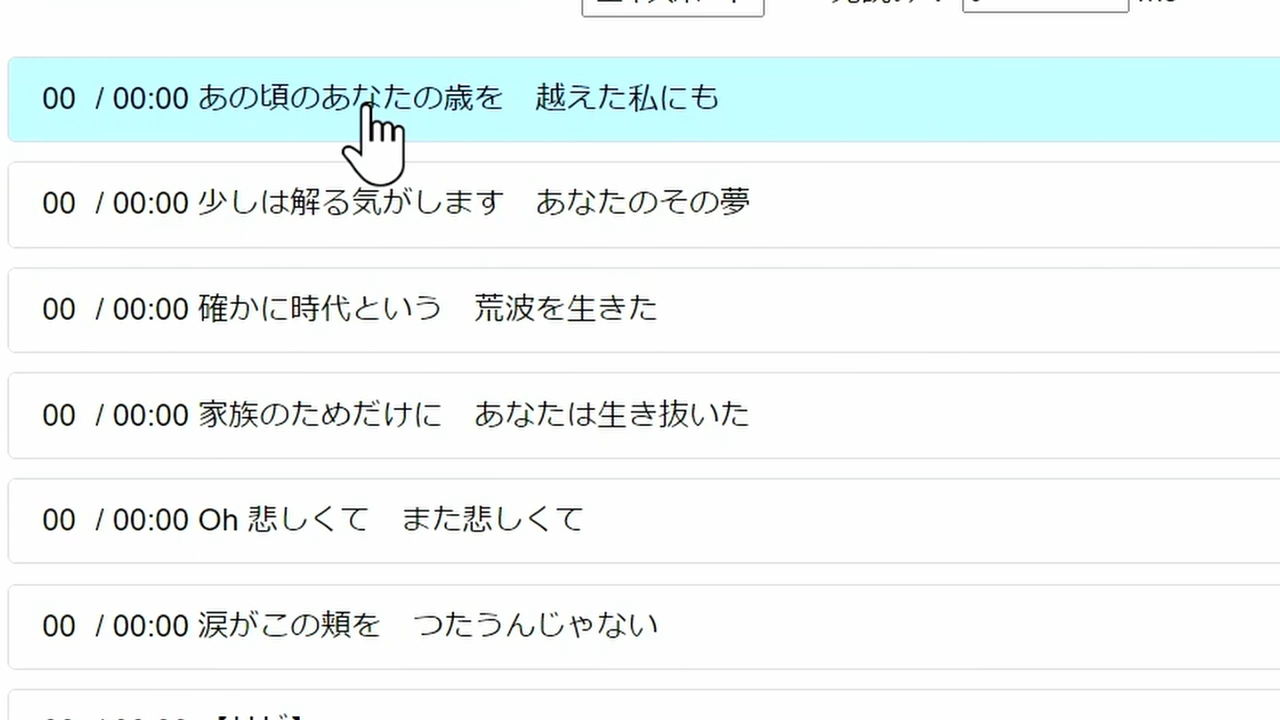 00 / 00:00 あの頃のあなたの歳を　越えた私にも
00 / 00:00 少しは解る気がします　あなたのその夢
00 / 00:00 確かに時代という　荒波を生きた
00 / 00:00 家族のためだけに　あなたは生き抜いた
00 / 00:00 Oh 悲しくて　また悲しくて
00 / 00:00 涙がこの頬を　つたうんじゃない